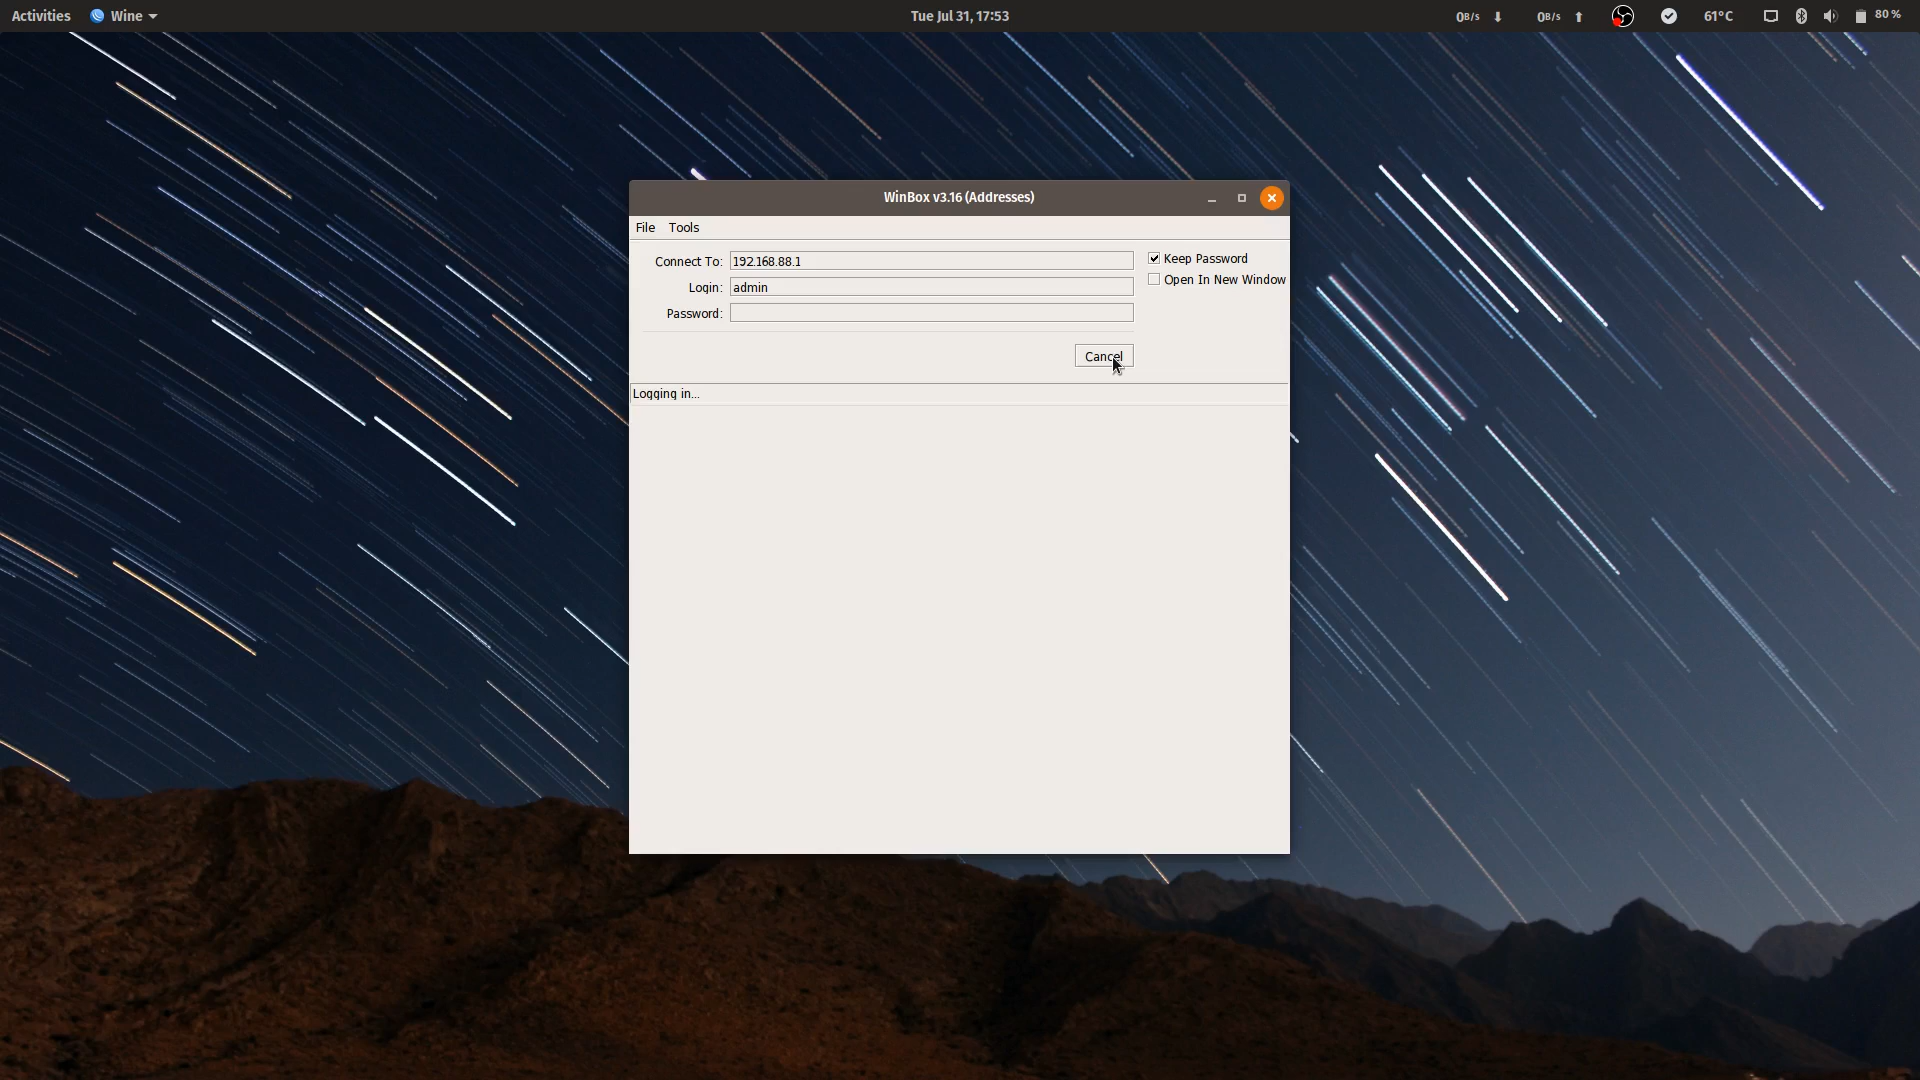 Activities Wine Tue Jul 31, 17:53 0B/s 0B/s 61°C 80 %
WinBox v3.16 (Addresses)
File Tools
Connect To: 192.168.88.1 Keep Password
Login: admin Open In New Window
Password:
Cancel
Logging in...